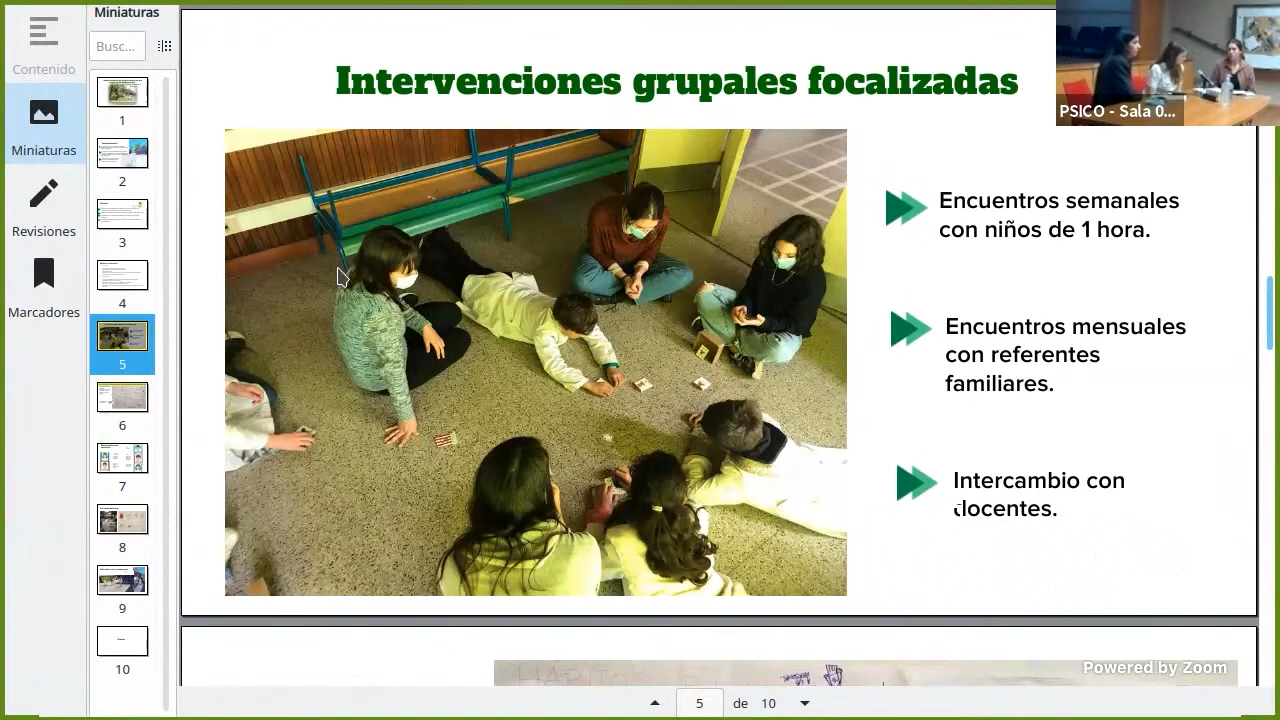 Contenido
Miniaturas
Revisiones
Marcadores
Miniaturas
Busc...
1
2
3
4
5
6
7
8
9
10
Intervenciones grupales focalizadas
Encuentros semanales
con niños de 1 hora.
Encuentros mensuales
con referentes
familiares.
Intercambio con
docentes.
PSICO - Sala 0...
Powered by Zoom
5 de 10